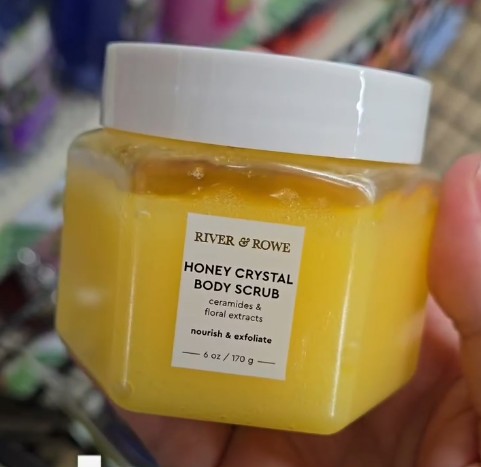 RIVER & ROWE
HONEY CRYSTAL
BODY SCRUB
ceramides &
floral extracts
nourish & exfoliate
6 oz / 170 g